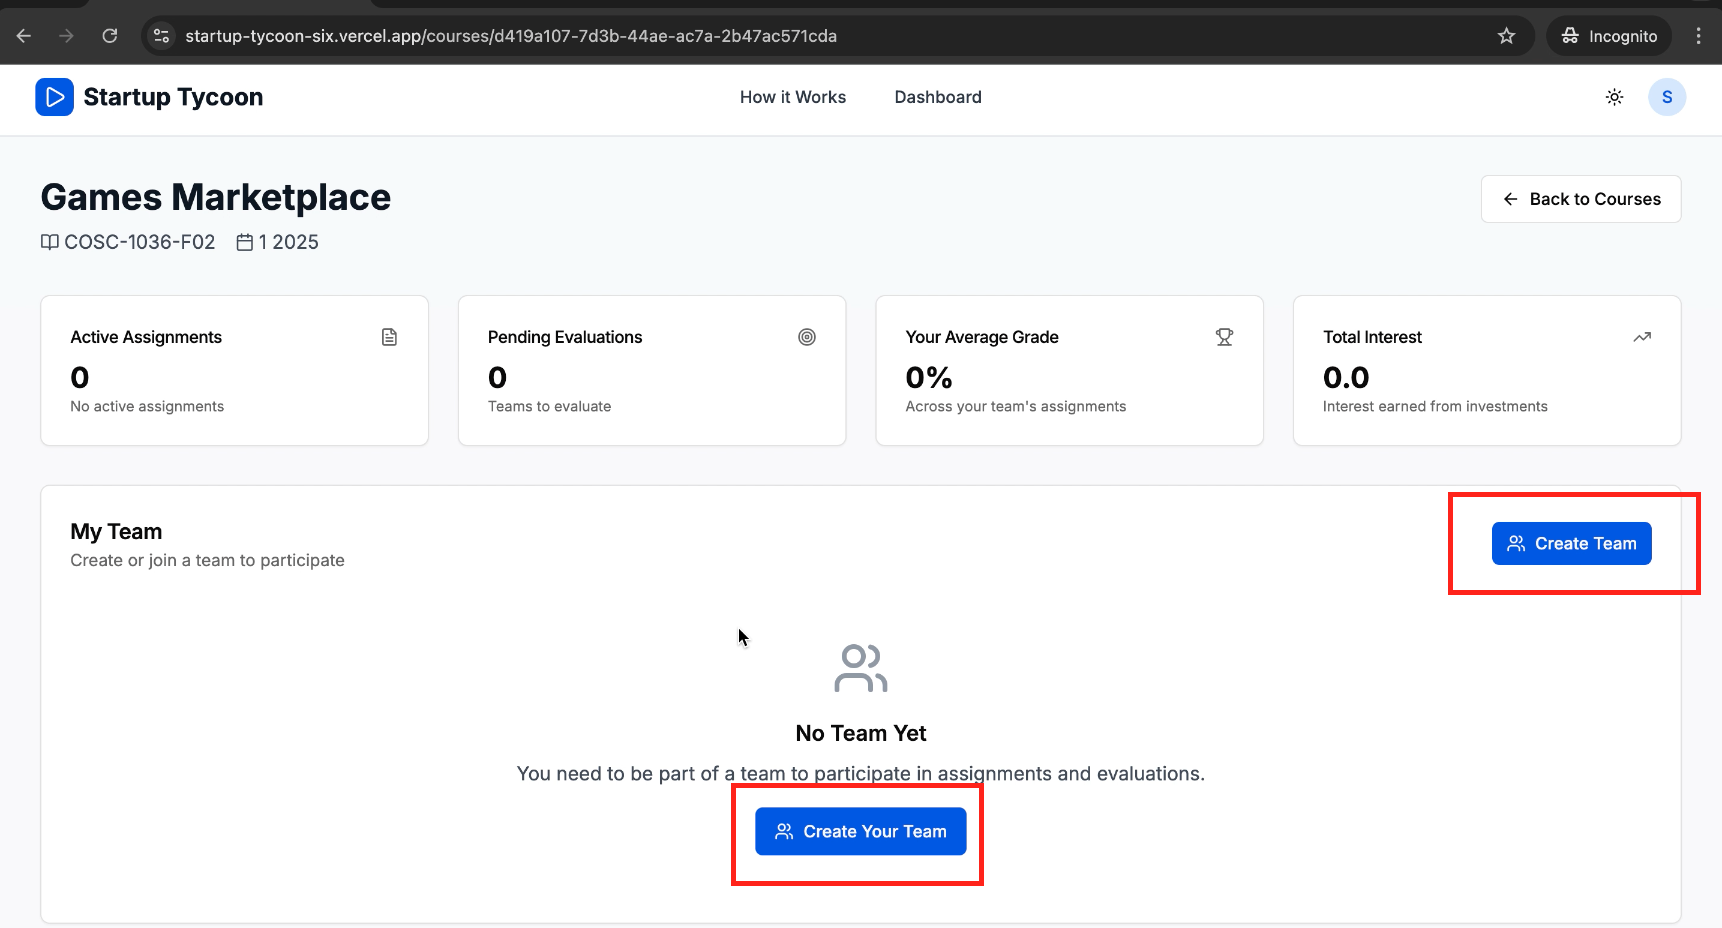 startup-tycoon-six.vercel.app/courses/d419a107-7d3b-44ae-ac7a-2b47ac571cda
Incognito
Startup Tycoon
How it Works
Dashboard
S
Games Marketplace
Back to Courses
COSC-1036-F02
1 2025
Active Assignments
0
No active assignments
Pending Evaluations
0
Teams to evaluate
Your Average Grade
0%
Across your team's assignments
Total Interest
0.0
Interest earned from investments
My Team
Create or join a team to participate
Create Team
No Team Yet
You need to be part of a team to participate in assignments and evaluations.
Create Your Team